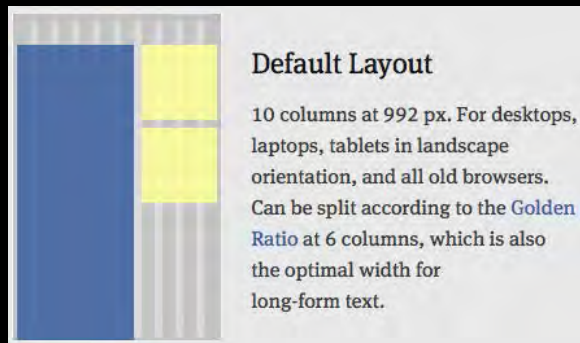 Default Layout
10 columns at 992 px. For desktops,
laptops, tablets in landscape
orientation, and all old browsers.
Can be split according to the Golden
Ratio at 6 columns, which is also
the optimal width for
long-form text.